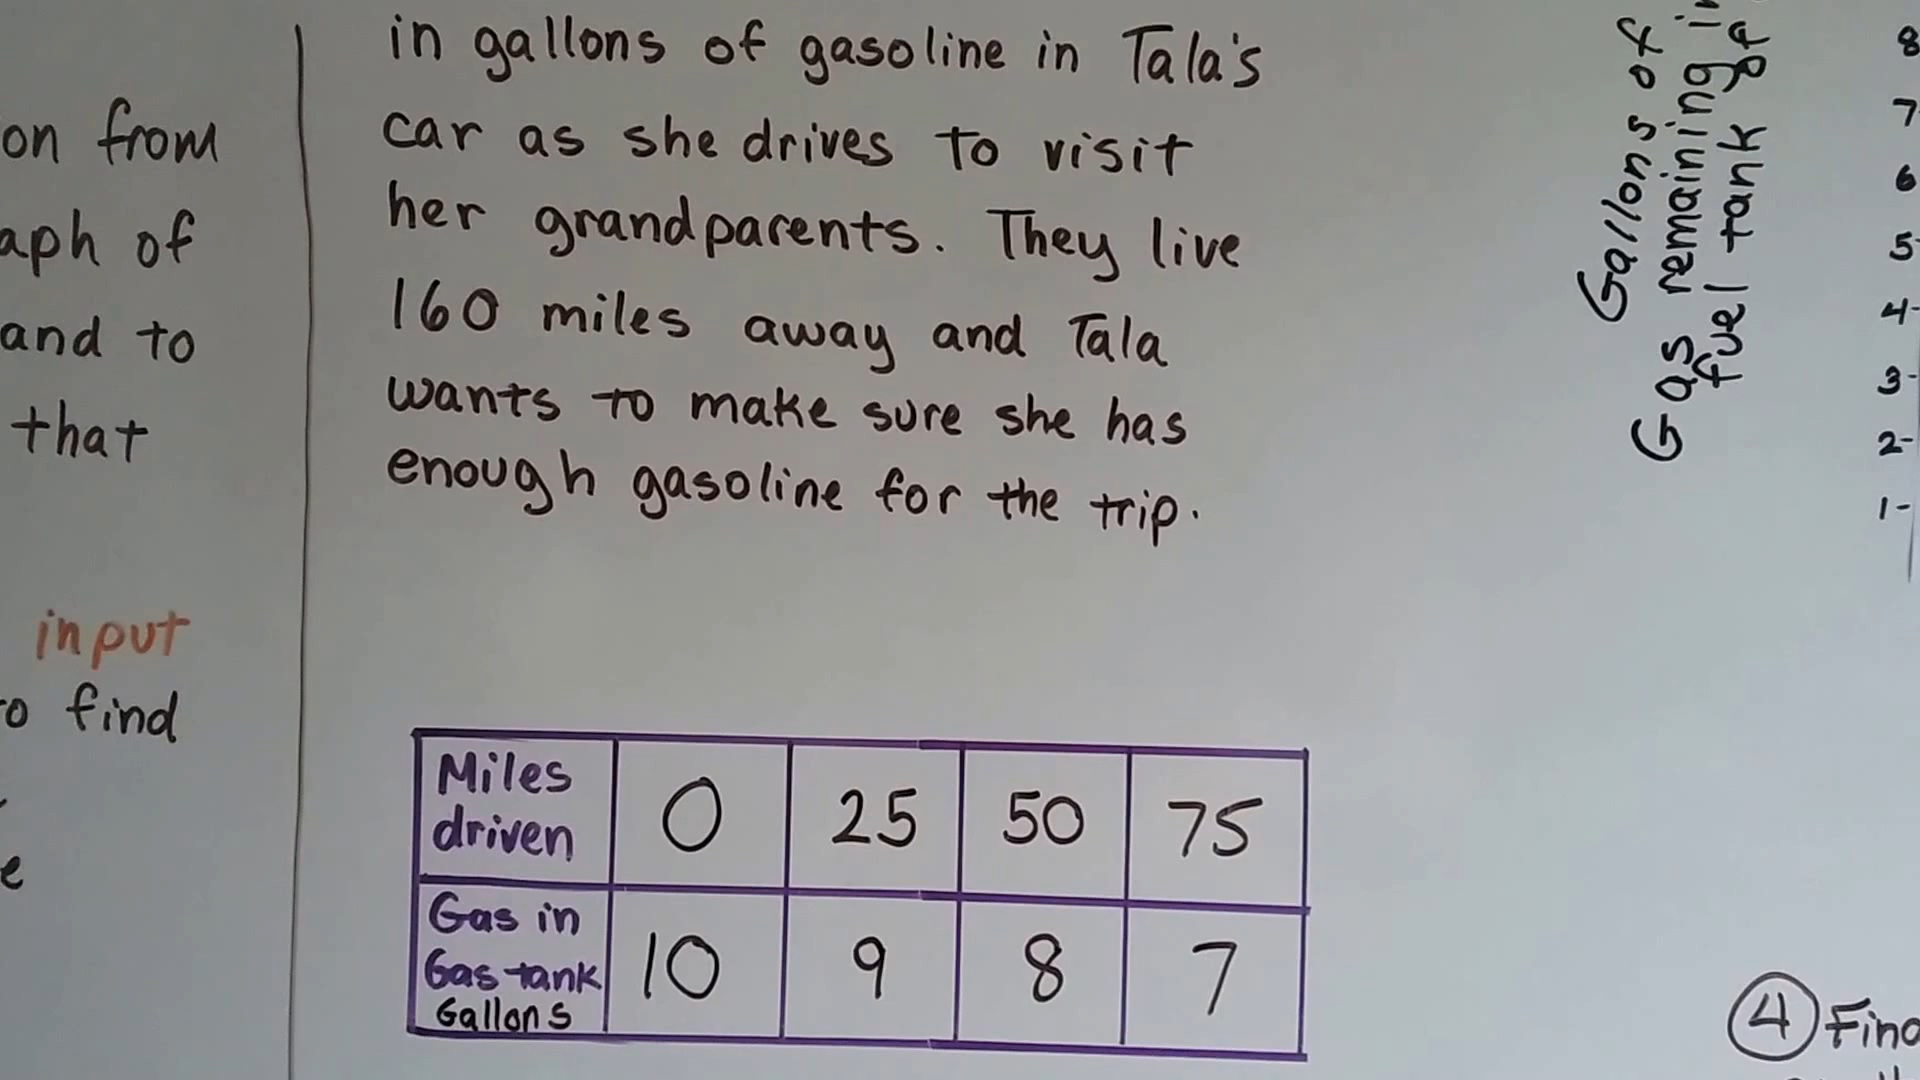 on from
aph of
and to
that
input
to find
e
in gallons of gasoline in Tala's
car as she drives to visit
her grandparents. They live
160 miles away and Tala
wants to make sure she has
enough gasoline for the trip.
Miles driven 0 25 50 75
Gas in Gas tank Gallons 10 9 8 7
Gallons of
Gas remaining in
fuel tank of
8
7
6
5
4
3
2
1
4 Find